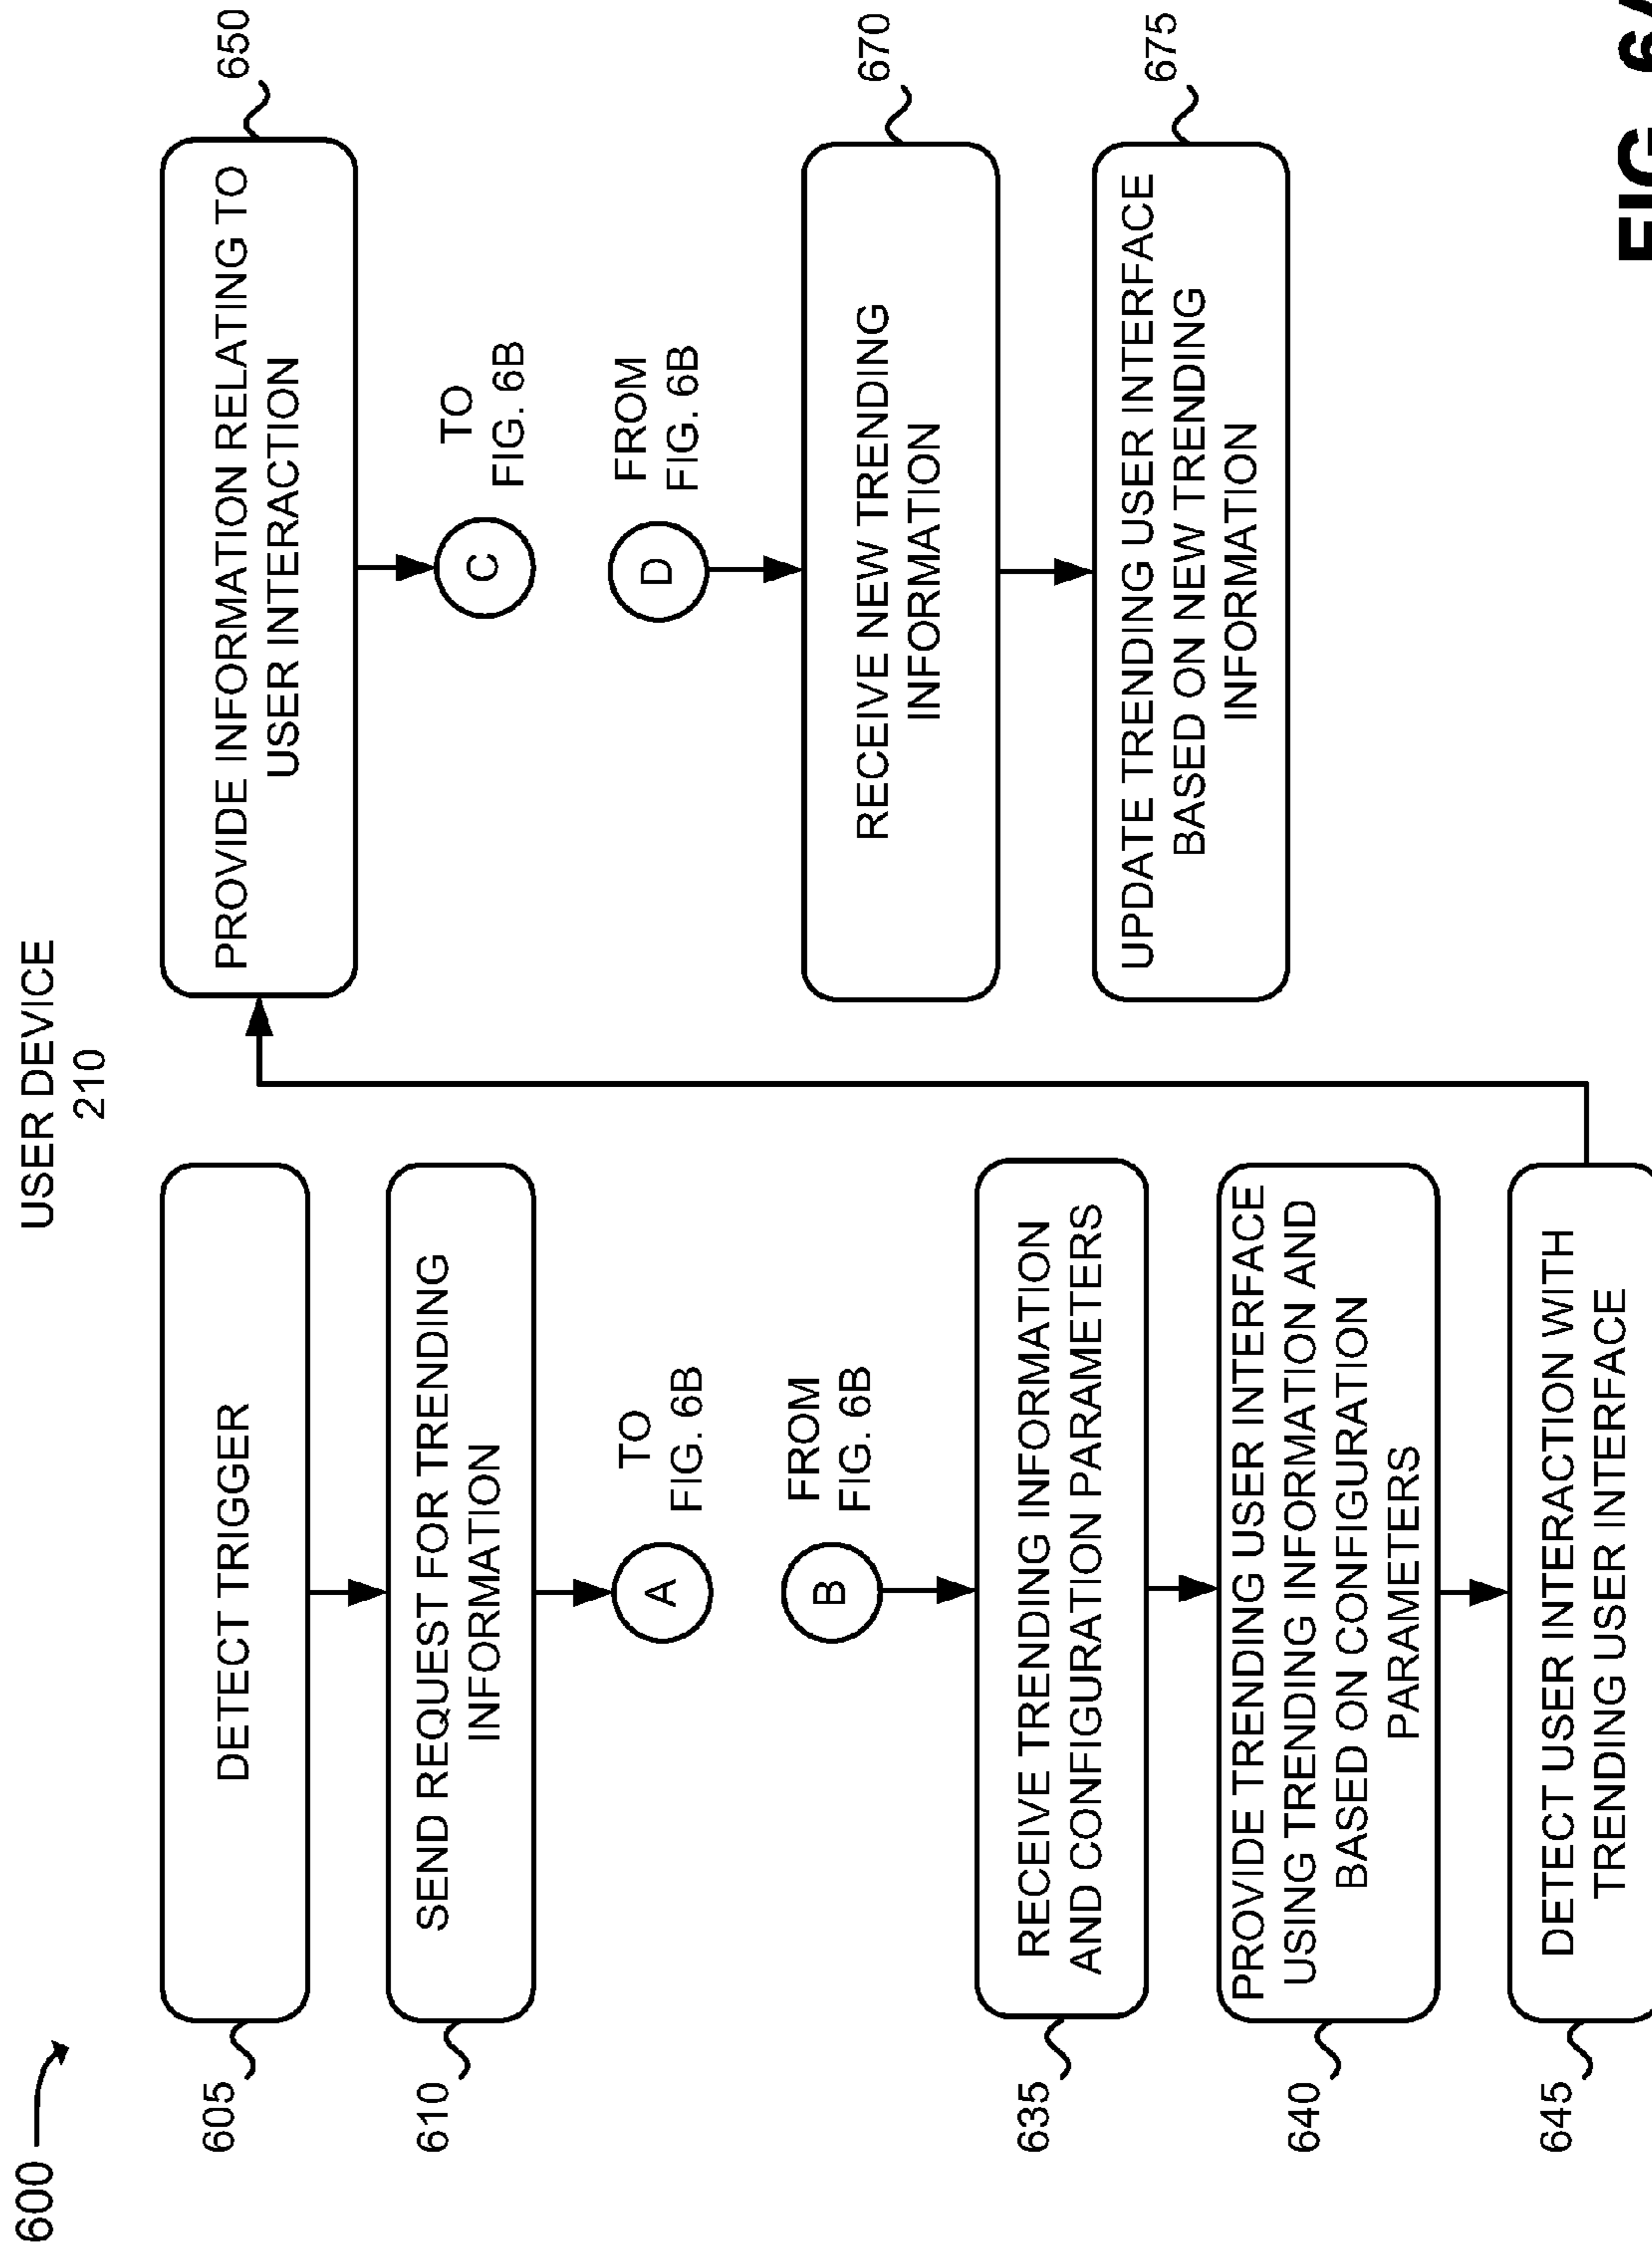 600
USER DEVICE
210
605
DETECT TRIGGER
610
SEND REQUEST FOR TRENDING
INFORMATION
A
TO
FIG. 6B
B
FROM
FIG. 6B
635
RECEIVE TRENDING INFORMATION
AND CONFIGURATION PARAMETERS
640
PROVIDE TRENDING USER INTERFACE
USING TRENDING INFORMATION AND
BASED ON CONFIGURATION
PARAMETERS
645
DETECT USER INTERACTION WITH
TRENDING USER INTERFACE
650
PROVIDE INFORMATION RELATING TO
USER INTERACTION
C
TO
FIG. 6B
D
FROM
FIG. 6B
670
RECEIVE NEW TRENDING
INFORMATION
675
UPDATE TRENDING USER INTERFACE
BASED ON NEW TRENDING
INFORMATION
FIG. 6A